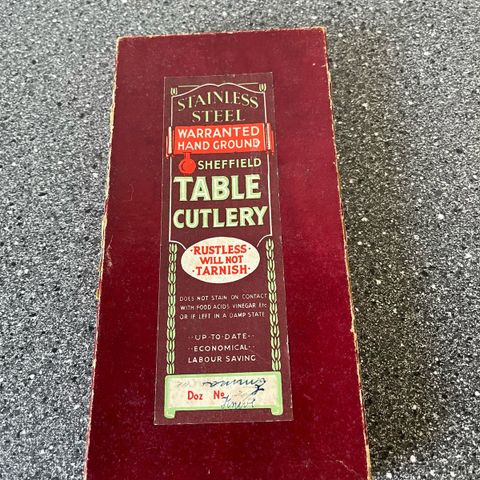 STAINLESS
STEEL
WARRANTED
HAND GROUND
SHEFFIELD
TABLE
CUTLERY
·RUSTLESS·
WILL NOT
·TARNISH·
DOES NOT STAIN ON CONTACT
WITH FOOD ACIDS VINEGAR Etc
OR IF LEFT IN A DAMP STATE
··UP·TO·DATE··
··ECONOMICAL··
LABOUR SAVING
Doz No